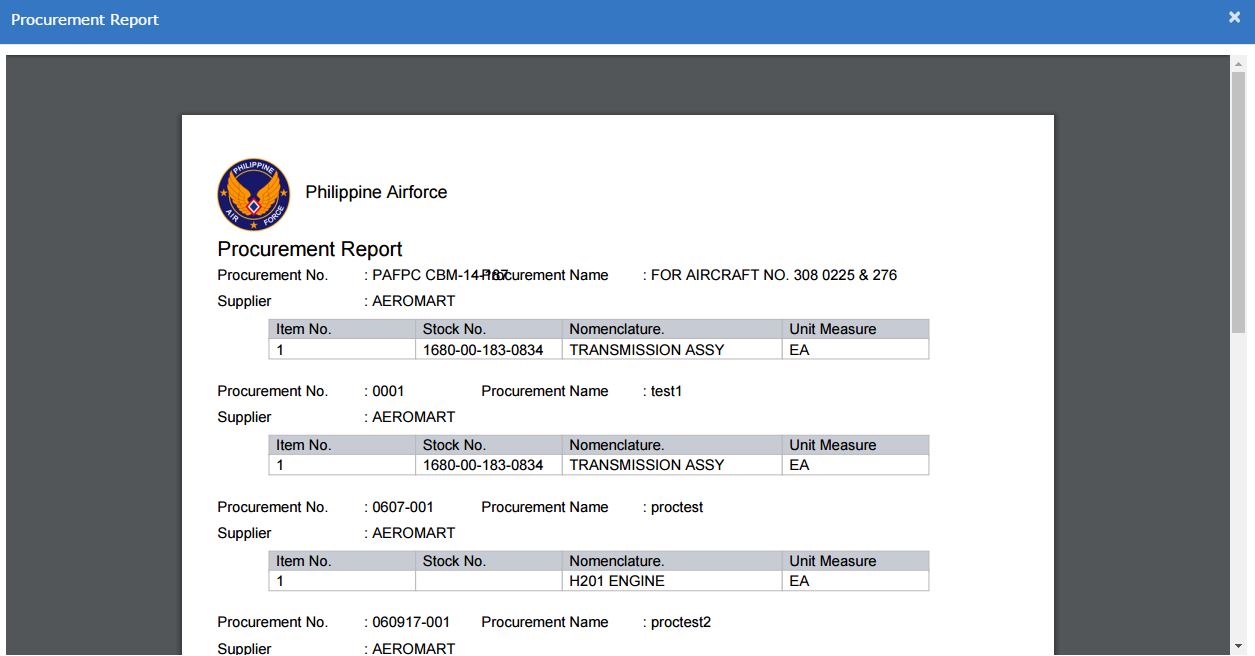 Procurement Report
PHILIPPINE
AIR FORCE
Philippine Airforce
Procurement Report
Procurement No. : PAFPC CBM-14-187 Procurement Name : FOR AIRCRAFT NO. 308 0225 & 276
Supplier : AEROMART
Item No. Stock No. Nomenclature. Unit Measure
1 1680-00-183-0834 TRANSMISSION ASSY EA
Procurement No. : 0001 Procurement Name : test1
Supplier : AEROMART
Item No. Stock No. Nomenclature. Unit Measure
1 1680-00-183-0834 TRANSMISSION ASSY EA
Procurement No. : 0607-001 Procurement Name : proctest
Supplier : AEROMART
Item No. Stock No. Nomenclature. Unit Measure
1 H201 ENGINE EA
Procurement No. : 060917-001 Procurement Name : proctest2
Supplier : AEROMART